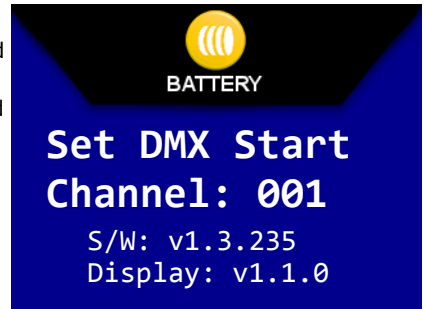 BATTERY
Set DMX Start
Channel: 001
S/W: v1.3.235
Display: v1.1.0